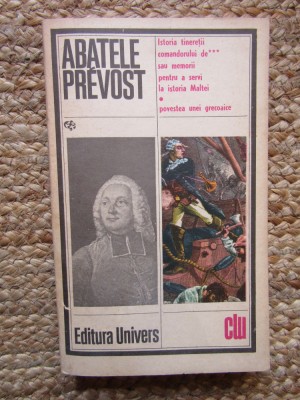 ABATELE
PRÉVOST
Istoria tinereții
comandorului de***
sau memorii
pentru a servi
la istoria Maltei
•
povestea unei grecoaice
Editura Univers
clu